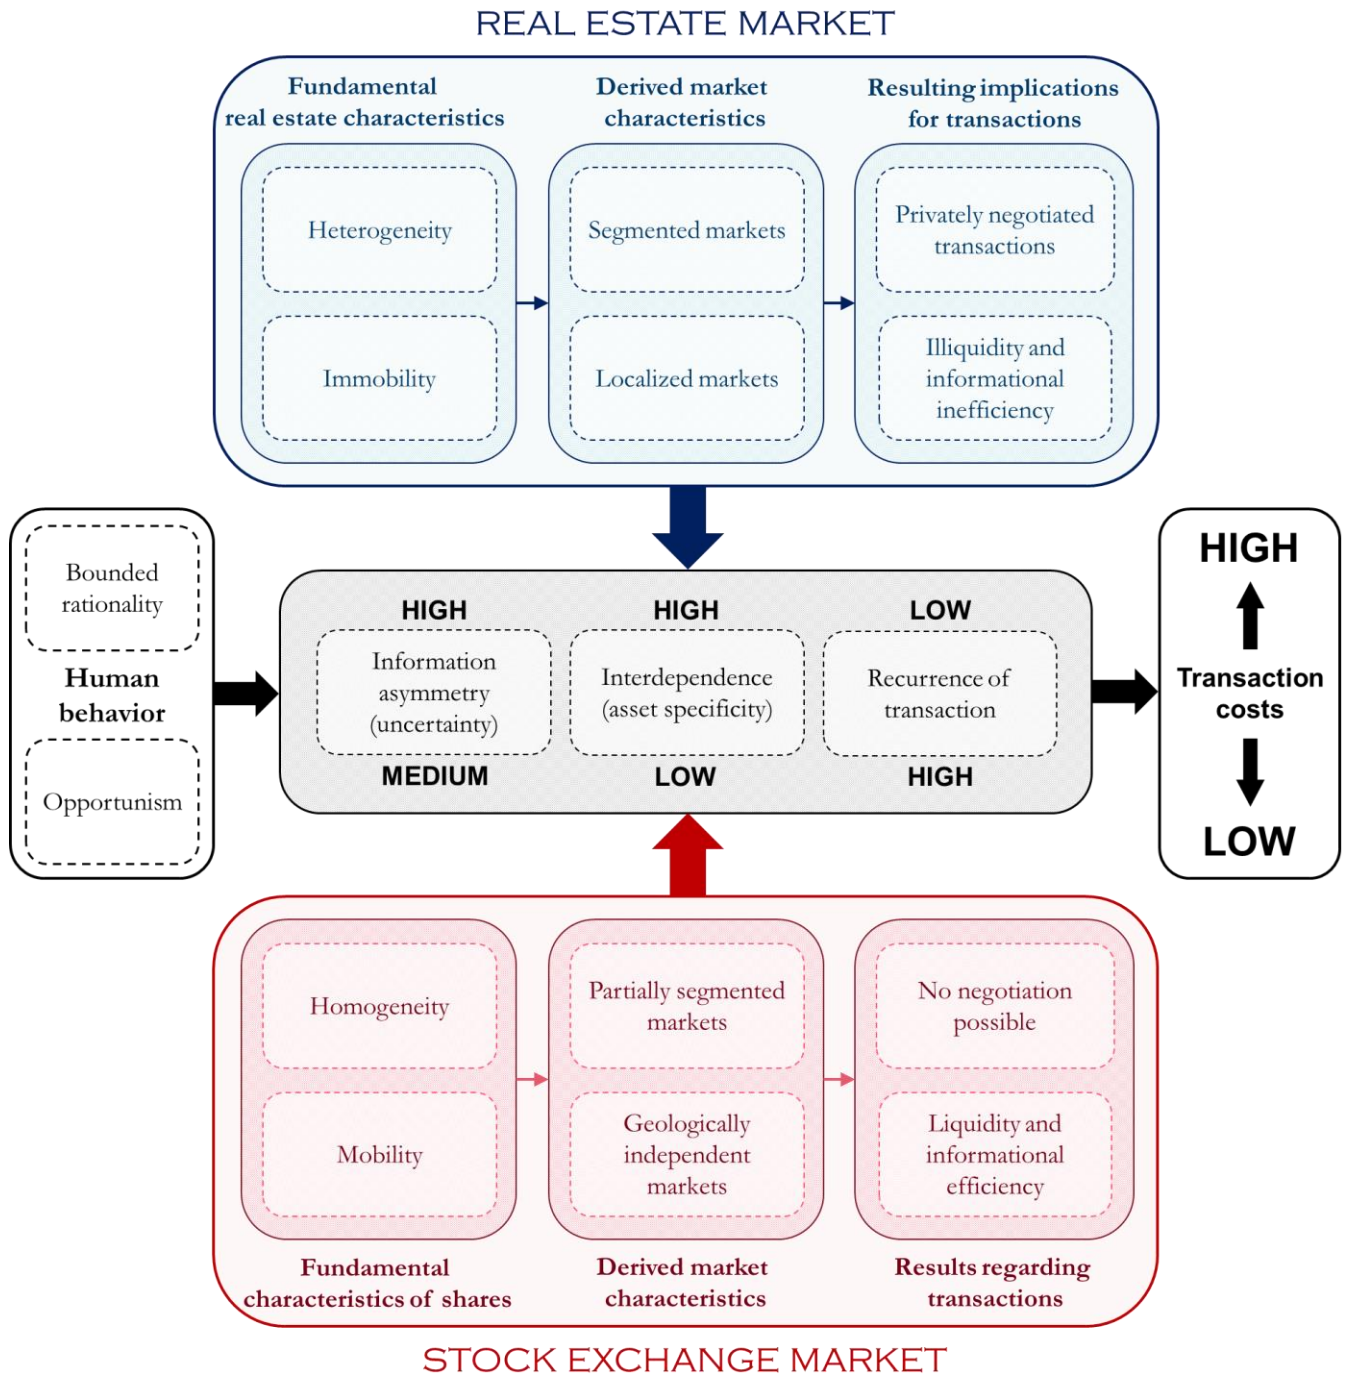 REAL ESTATE MARKET
Fundamental
real estate characteristics
Derived market
characteristics
Resulting implications
for transactions
Heterogeneity
Segmented markets
Privately negotiated
transactions
Immobility
Localized markets
Illiquidity and
informational
inefficiency
Bounded
rationality
Human
behavior
Opportunism
HIGH
HIGH
LOW
Information
asymmetry
(uncertainty)
Interdependence
(asset specificity)
Recurrence of
transaction
MEDIUM
LOW
HIGH
HIGH
Transaction
costs
LOW
Homogeneity
Partially segmented
markets
No negotiation
possible
Mobility
Geologically
independent
markets
Liquidity and
informational
efficiency
Fundamental
characteristics of shares
Derived market
characteristics
Results regarding
transactions
STOCK EXCHANGE MARKET